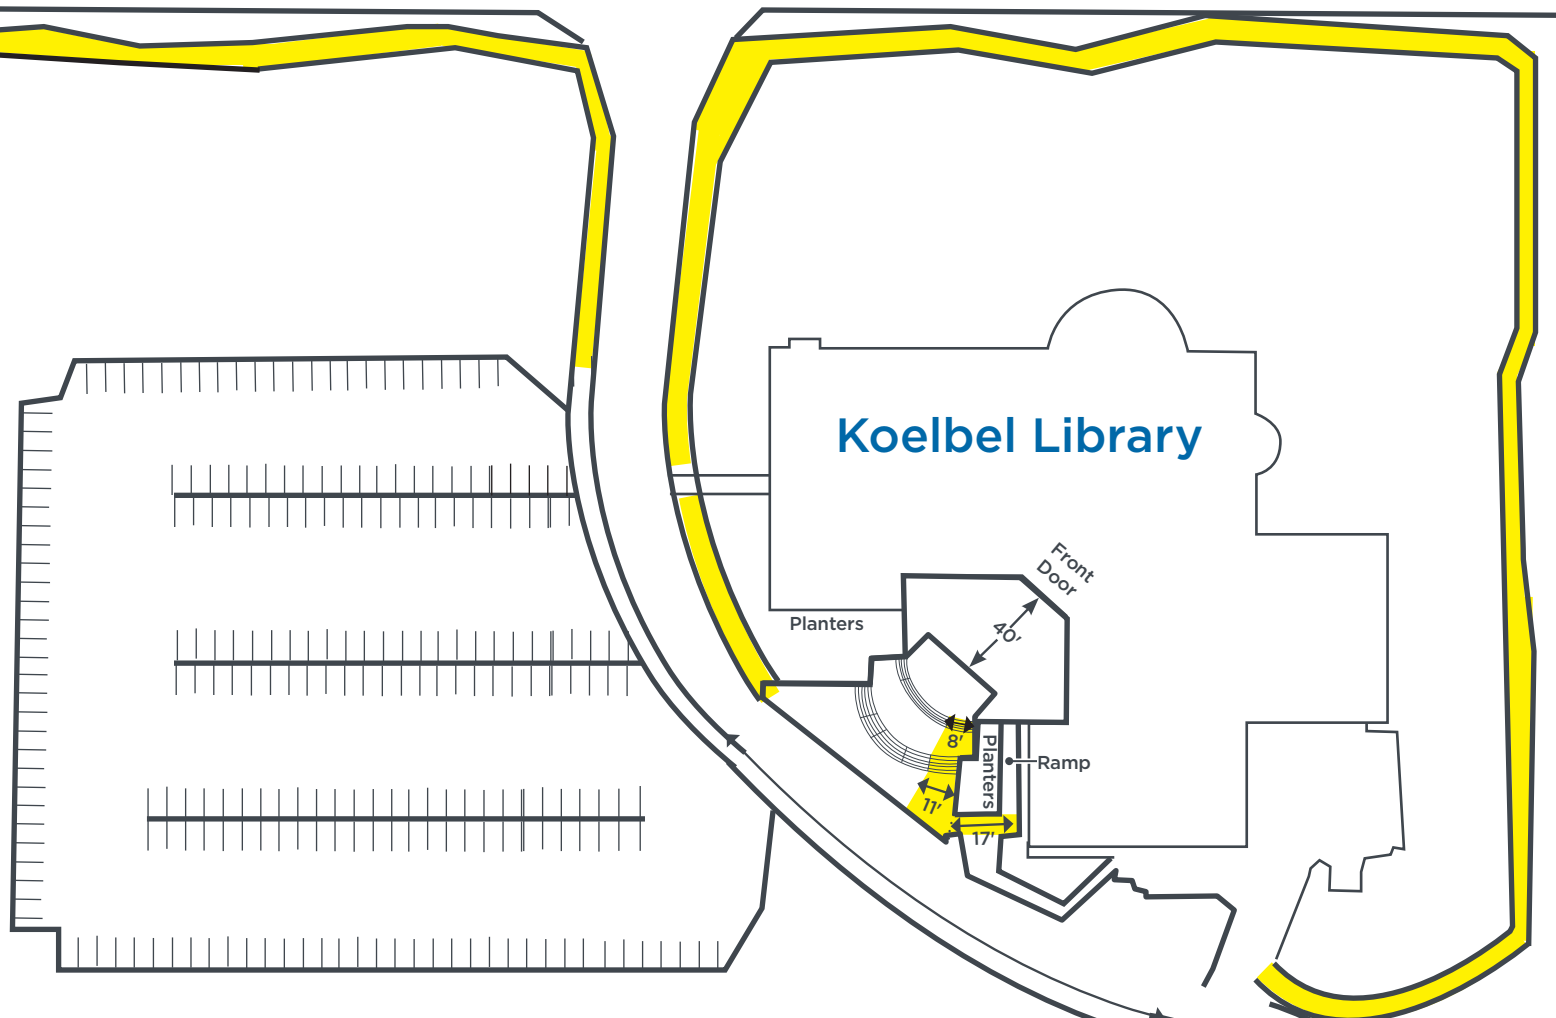 Koelbel Library
Front
Door
40'
Planters
8'
Planters
Ramp
11'
17'